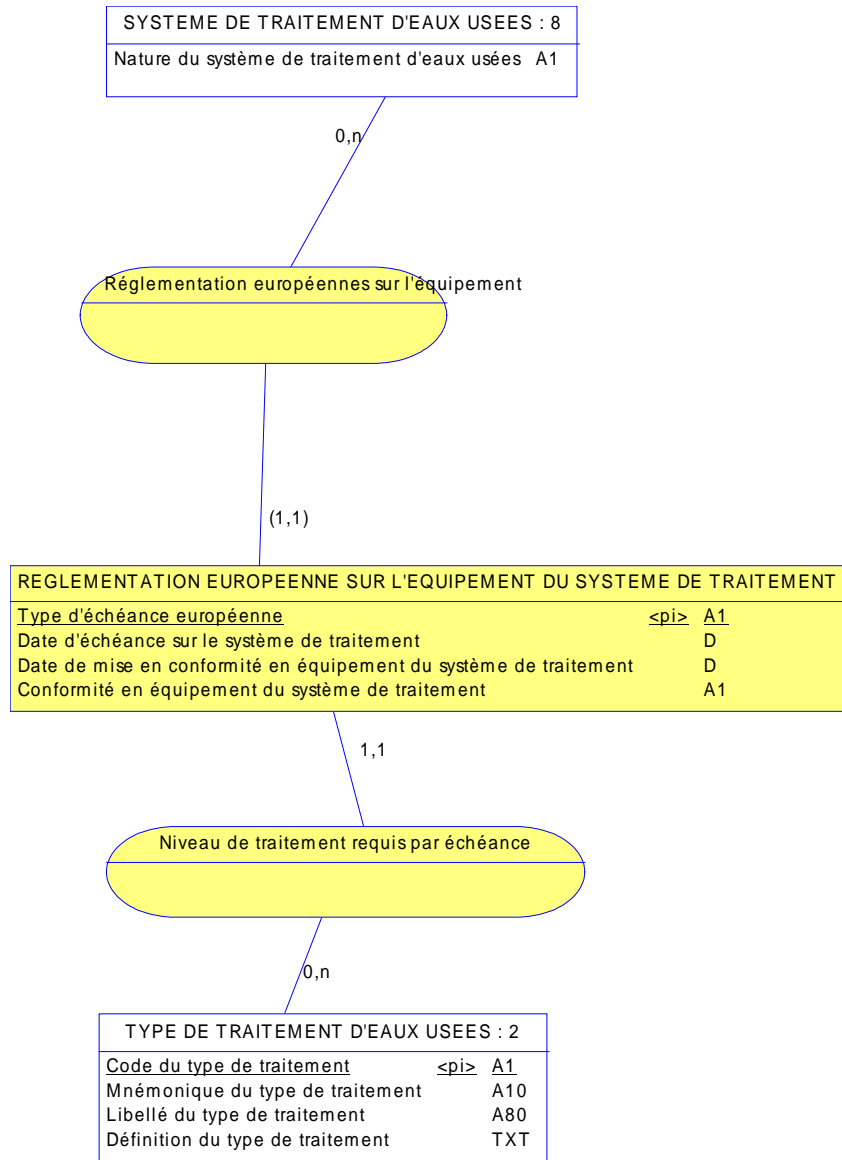 SYSTEME DE TRAITEMENT D'EAUX USEES : 8
Nature du système de traitement d'eaux usées A1
0,n
Réglementation européennes sur l'équipement
(1,1)
REGLEMENTATION EUROPEENNE SUR L'EQUIPEMENT DU SYSTEME DE TRAITEMENT
Type d'échéance européenne <pi> A1
Date d'échéance sur le système de traitement D
Date de mise en conformité en équipement du système de traitement D
Conformité en équipement du système de traitement A1
1,1
Niveau de traitement requis par échéance
0,n
TYPE DE TRAITEMENT D'EAUX USEES : 2
Code du type de traitement <pi> A1
Mnémonique du type de traitement A10
Libellé du type de traitement A80
Définition du type de traitement TXT